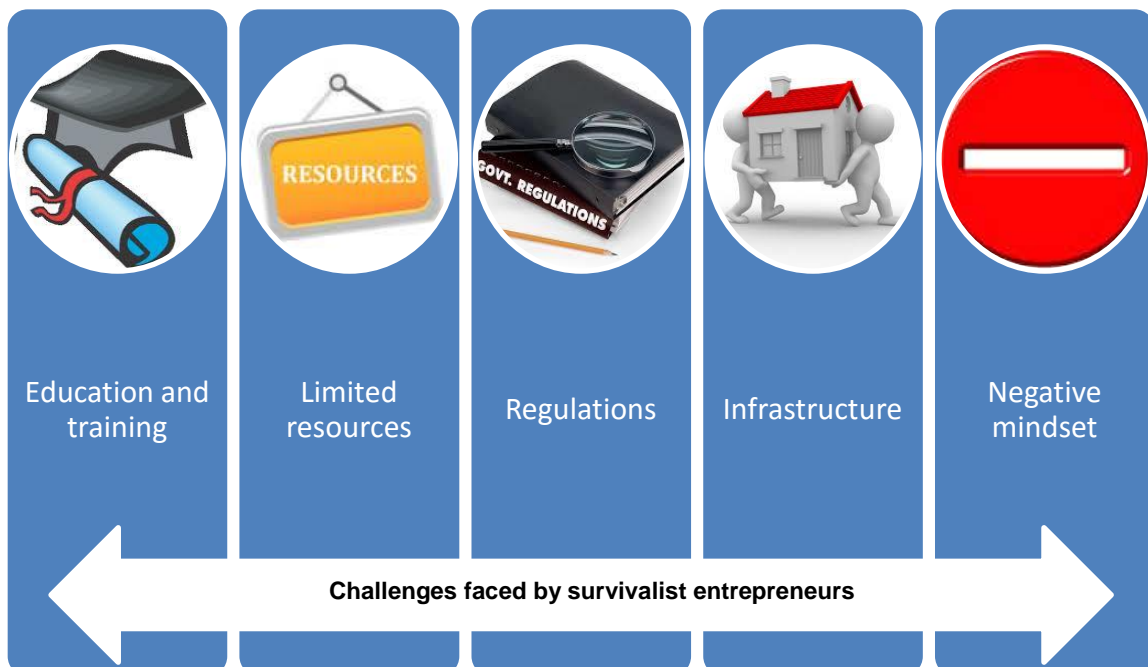 RESOURCES
GOVT. REGULATIONS
Education and
training
Limited
resources
Regulations
Infrastructure
Negative
mindset
Challenges faced by survivalist entrepreneurs